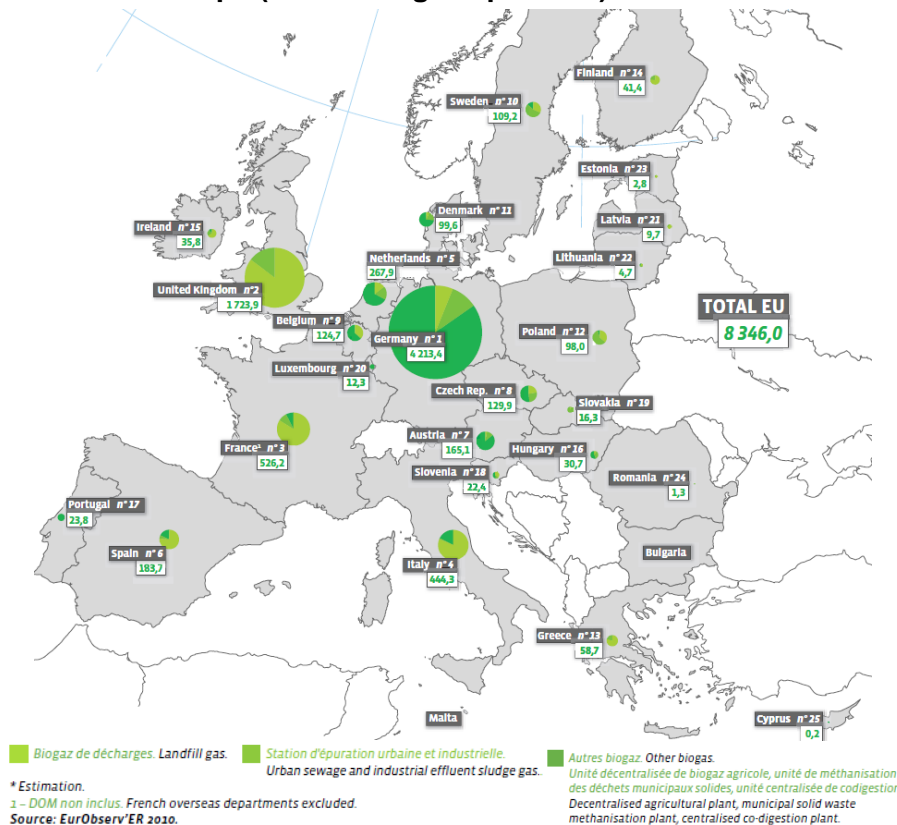 Finland n°14
41,4
Sweden n°10
109,2
Estonia n°23
2,8
Denmark n°11
99,6
Latvia n°21
9,7
Ireland n°15
35,8
Netherlands n°5
267,9
Lithuania n°22
4,7
United Kingdom n°2
1 723,9
TOTAL EU
8 346,0
Belgium n°9
124,7
Germany n°1
4 213,4
Poland n°12
98,0
Luxembourg n°20
12,3
Czech Rep. n°8
129,9
Slovakia n°19
16,3
France¹ n°3
526,2
Austria n°7
165,1
Hungary n°16
30,7
Slovenia n°18
22,4
Romania n°24
1,3
Portugal n°17
23,8
Spain n°6
183,7
Bulgaria
Italy n°4
444,3
Greece n°13
58,7
Malta
Cyprus n°25
0,2
Biogaz de décharges. Landfill gas.
Station d'épuration urbaine et industrielle.
Urban sewage and industrial effluent sludge gas.
Autres biogaz. Other biogas.
Unité décentralisée de biogaz agricole, unité de méthanisation
des déchets municipaux solides, unité centralisée de codigestion
Decentralised agricultural plant, municipal solid waste
methanisation plant, centralised co-digestion plant.
* Estimation.
1 – DOM non inclus. French overseas departments excluded.
Source: EurObserv'ER 2010.